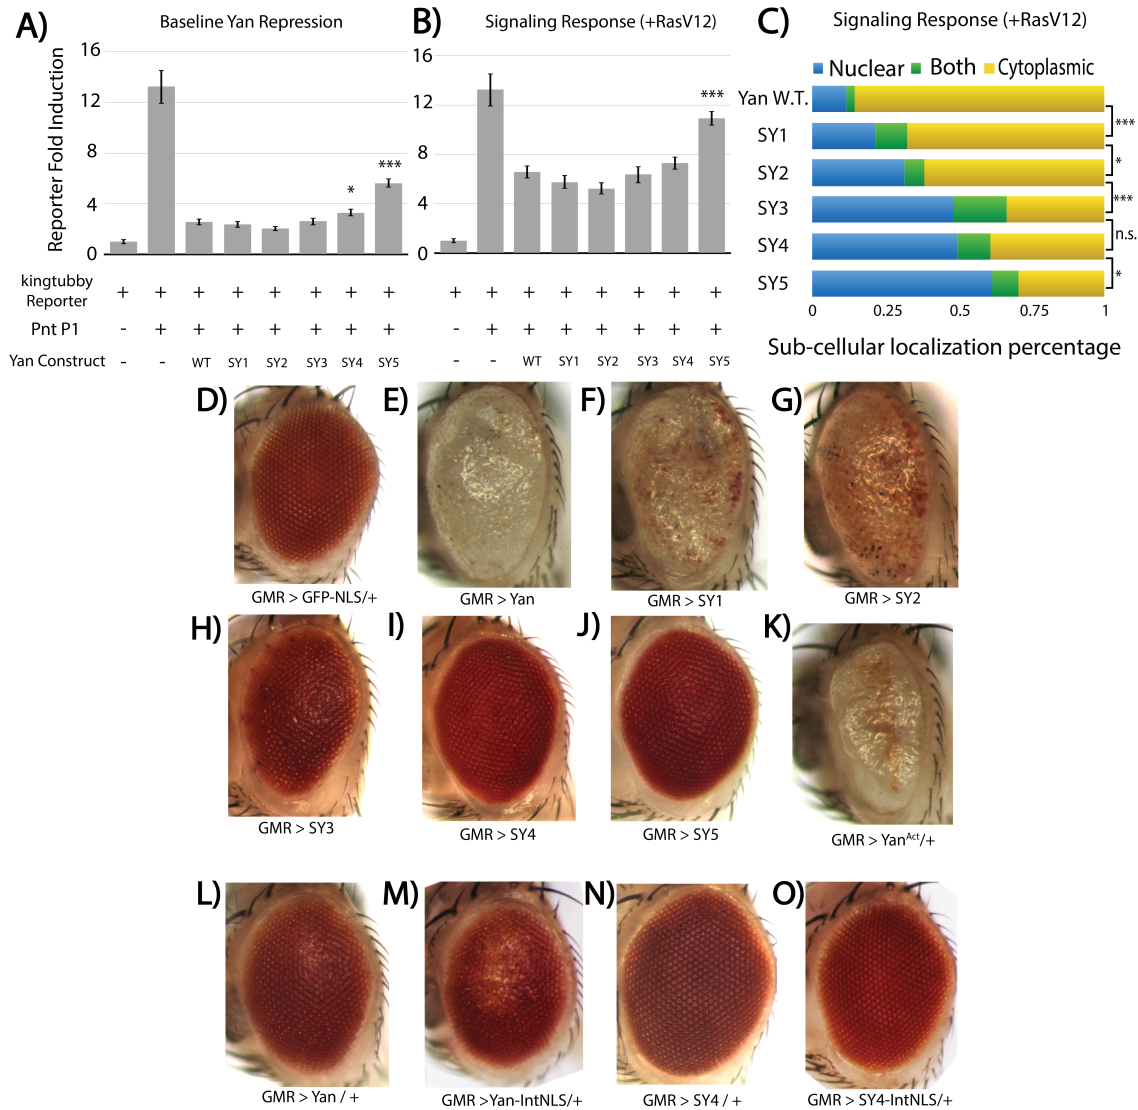 A)
Baseline Yan Repression
Reporter Fold Induction
16
12
8
4
0
*
***
kingtubby
Reporter
+ + + + + + + +
Pnt P1
- + + + + + + +
Yan Construct
- - WT SY1 SY2 SY3 SY4 SY5
B)
Signaling Response (+RasV12)
16
12
8
4
0
***
+ + + + + + + +
- + + + + + + +
- - WT SY1 SY2 SY3 SY4 SY5
C)
Signaling Response (+RasV12)
Nuclear Both Cytoplasmic
Yan W.T.
SY1
SY2
SY3
SY4
SY5
***
*
***
n.s.
*
0 0.25 0.5 0.75 1
Sub-cellular localization percentage
D)
GMR > GFP-NLS/+
E)
GMR > Yan
F)
GMR > SY1
G)
GMR > SY2
H)
GMR > SY3
I)
GMR > SY4
J)
GMR > SY5
K)
GMR > YanAct/+
L)
GMR > Yan / +
M)
GMR >Yan-IntNLS/+
N)
GMR > SY4 / +
O)
GMR > SY4-IntNLS/+